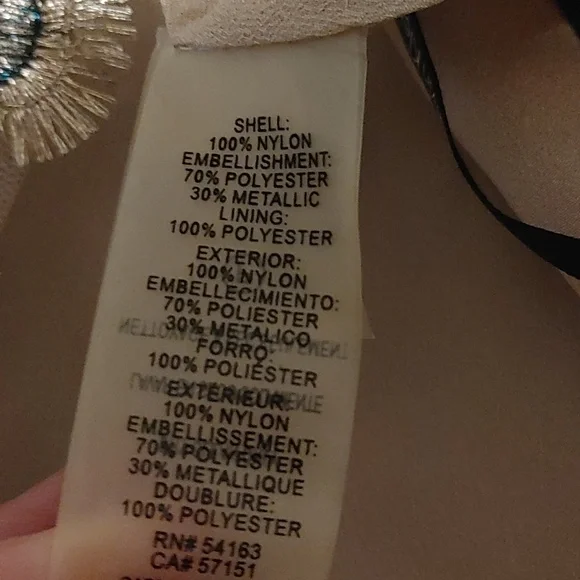 SHELL:
100% NYLON
EMBELLISHMENT:
70% POLYESTER
30% METALLIC
LINING:
100% POLYESTER
EXTERIOR:
100% NYLON
EMBELLECIMIENTO:
70% POLIESTER
30% METALICO
FORRO:
100% POLIÉSTER
EXTERIEUR:
100% NYLON
EMBELLISSEMENT:
70% POLYESTER
30% METALLIQUE
DOUBLURE:
100% POLYESTER
RN# 54163
CA# 57151